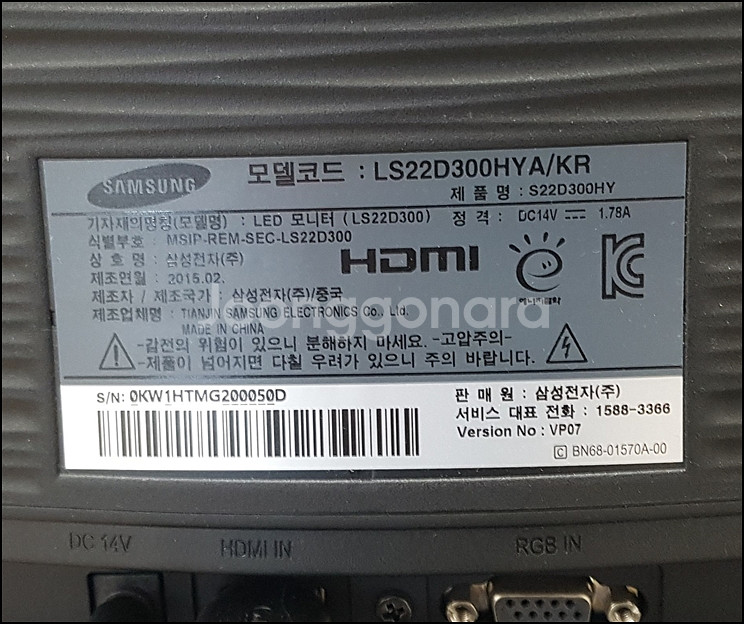 SAMSUNG
모델코드 : LS22D300HYA/KR
제 품 명 : S22D300HY
기자재의명칭(모델명) : LED 모니터 (LS22D300)
정 격 : DC14V 1.78A
식별부호 : MSIP-REM-SEC-LS22D300
상 호 명 : 삼성전자(주)
제조연월 : 2015.02.
제조자 / 제조국가 : 삼성전자(주)/중국
제조업체명 : TIANJIN SAMSUNG ELECTRONICS Co., Ltd.
MADE IN CHINA
HDMI
에너지절약
KC
joonggonara
-감전의 위험이 있으니 분해하지 마세요. -고압주의-
-제품이 넘어지면 다칠 우려가 있으니 주의 바랍니다.
S/N: 0KW1HTMG200050D
판 매 원 : 삼성전자(주)
서비스 대표 전화 : 1588-3366
Version No : VP07
C BN68-01570A-00
DC 14V
HDMI IN
RGB IN